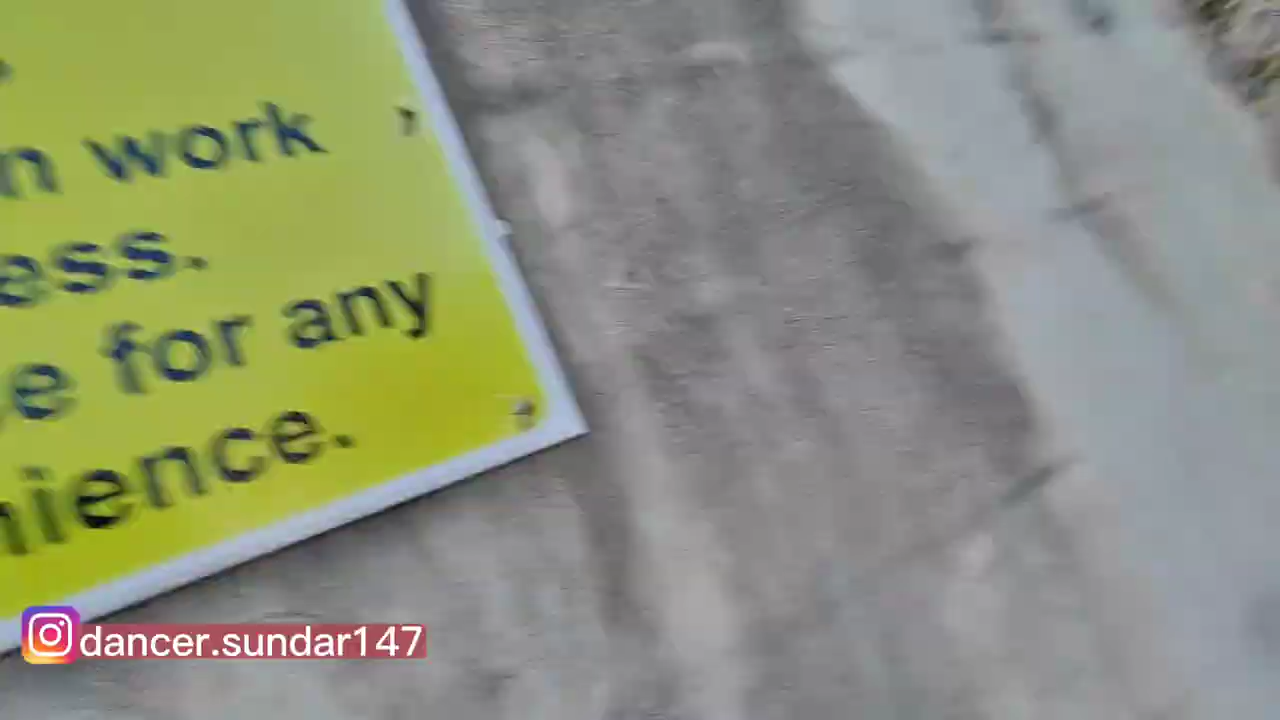 n work
ess.
e for any
nience.
dancer.sundar147